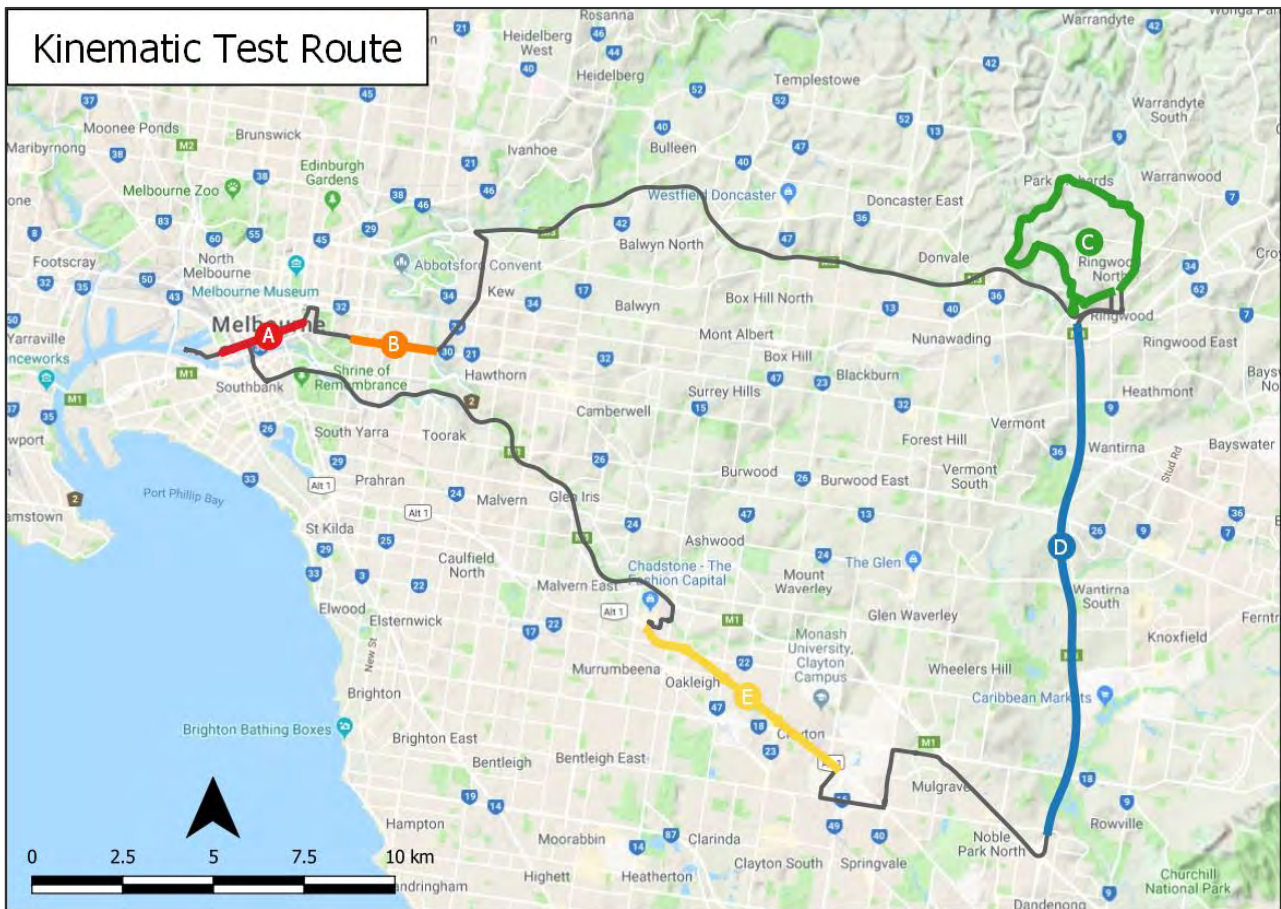 Kinematic Test Route
Rosanna
Warrandyte
Wonga Park
Heidelberg
West
Heidelberg
Templestowe
Moonee Ponds
Brunswick
Maribyrnong
Ivanhoe
Bulleen
Warrandyte
South
Edinburgh
Gardens
Melbourne Zoo
Westfield Doncaster
Doncaster East
Warranwood
Footscray
North
Melbourne
Melbourne Museum
Abbotsford Convent
Kew
Balwyn North
Donvale
C
Ringwood
North
Melbourne
A
B
Balwyn
Box Hill North
Mont Albert
Nunawading
Ringwood
Ringwood East
Yarraville
Southbank
Shrine of
Remembrance
Hawthorn
Box Hill
Blackburn
Heathmont
Surrey Hills
Camberwell
South Yarra
Toorak
Forest Hill
Vermont
Wantirna
Bayswater
Stud Rd
Port Phillip Bay
Prahran
Malvern
Glen Iris
Burwood
Burwood East
Vermont
South
St Kilda
Caulfield
North
Ashwood
Chadstone - The
Fashion Capital
Mount
Waverley
The Glen
D
Malvern East
Elwood
Elsternwick
New St
Glen Waverley
Wantirna
South
Knoxfield
Murrumbeena
Oakleigh
E
Monash
University,
Clayton
Campus
Wheelers Hill
Caribbean Markets
Brighton
Brighton Bathing Boxes
Brighton East
Bentleigh
Bentleigh East
Clayton
Mulgrave
Hampton
Moorabbin
Clarinda
Noble
Park North
Rowville
Highett
Heatherton
Clayton South
Springvale
Churchill
National Park
Dandenong
0 2.5 5 7.5 10 km